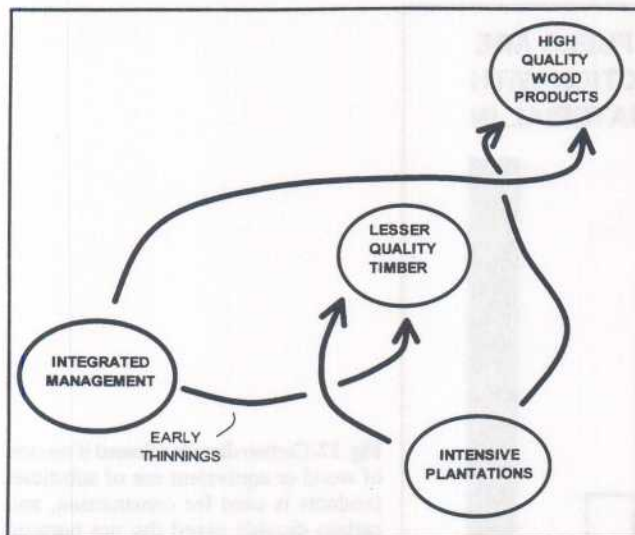 HIGH
QUALITY
WOOD
PRODUCTS
LESSER
QUALITY
TIMBER
INTEGRATED
MANAGEMENT
EARLY
THINNINGS
INTENSIVE
PLANTATIONS